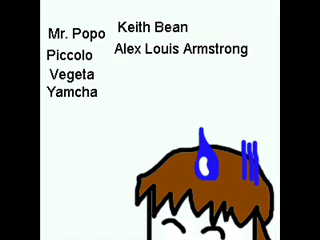 Mr. Popo
Piccolo
Vegeta
Yamcha
Keith Bean
Alex Louis Armstrong